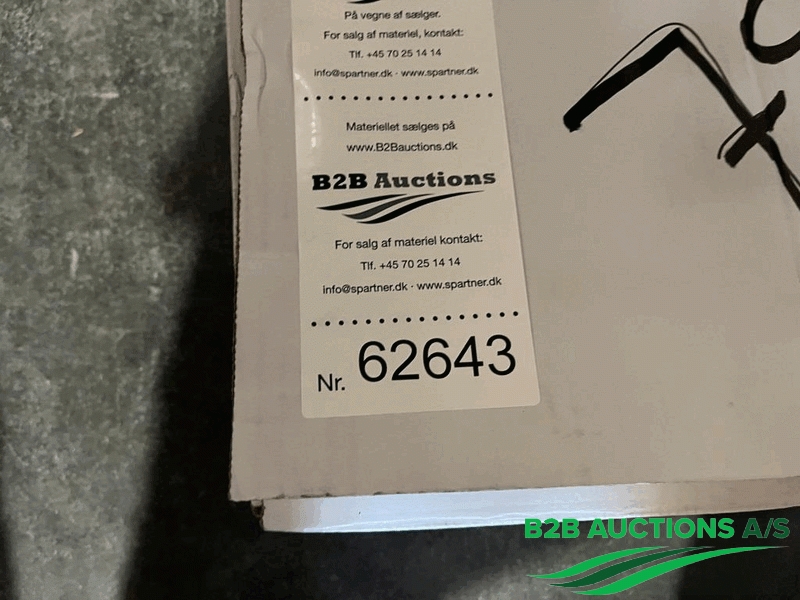 På vegne af sælger.
For salg af materiel, kontakt:
Tlf. +45 70 25 14 14
info@spartner.dk · www.spartner.dk
Materiellet sælges på
www.B2Bauctions.dk
B2B Auctions
For salg af materiel kontakt:
Tlf. +45 70 25 14 14
info@spartner.dk · www.spartner.dk
Nr. 62643
B2B AUCTIONS A/S